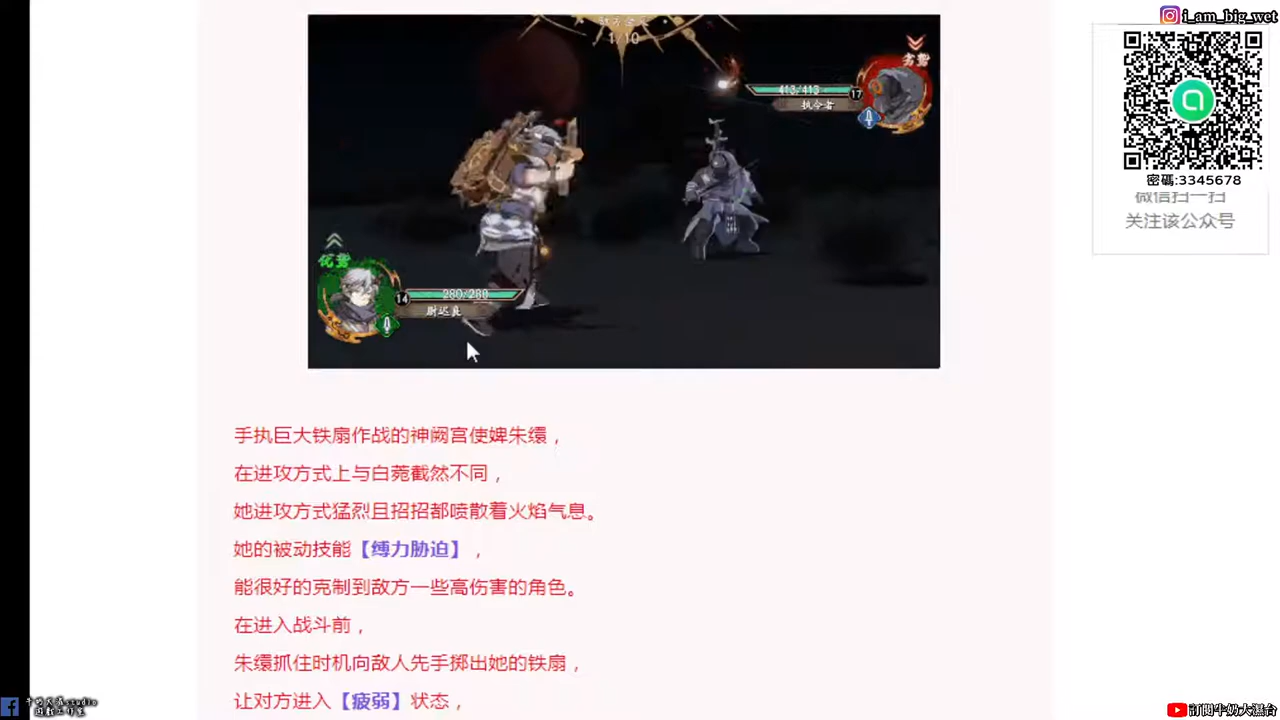 i_am_big_wet
1/10
413/413
17
执令者
密碼:3345678
微信扫一扫
关注该公众号
优势
14
280/280
尉迟良
手执巨大铁扇作战的神阙宫使婢朱缳，
在进攻方式上与白菀截然不同，
她进攻方式猛烈且招招都喷散着火焰气息。
她的被动技能【缚力胁迫】，
能很好的克制到敌方一些高伤害的角色。
在进入战斗前，
朱缳抓住时机向敌人先手掷出她的铁扇，
让对方进入【疲弱】状态，
訂閱牛奶大濕台